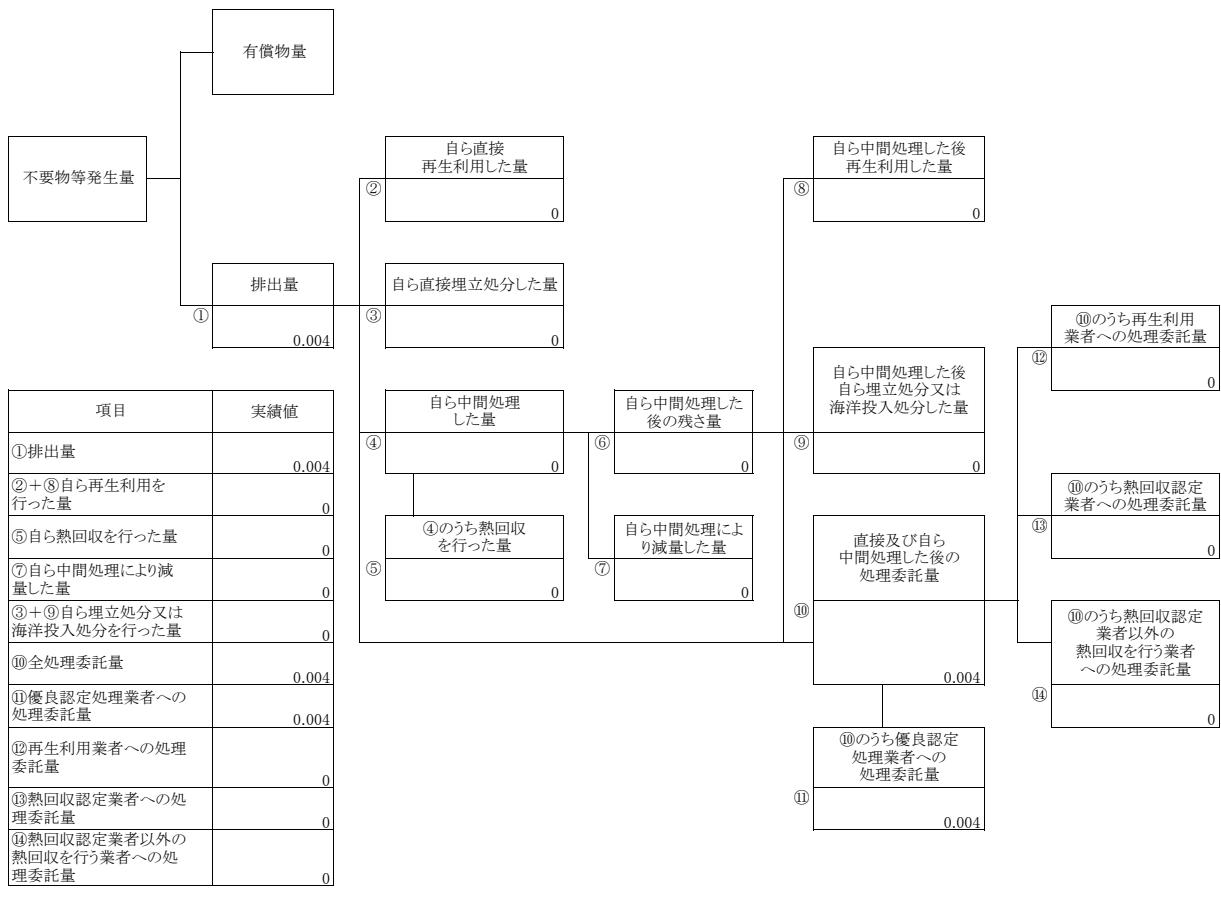 有償物量
不要物等発生量
自ら直接
再生利用した量
②
0
自ら中間処理した後
再生利用した量
⑧
0
排出量
①
0.004
自ら直接埋立処分した量
③
0
⑩のうち再生利用
業者への処理委託量
⑫
0
自ら中間処理
した量
④
0
自ら中間処理した
後の残さ量
⑥
0
自ら中間処理した後
自ら埋立処分又は
海洋投入処分した量
⑨
0
⑩のうち熱回収認定
業者への処理委託量
⑬
0
④のうち熱回収
を行った量
⑤
0
自ら中間処理によ
り減量した量
⑦
0
直接及び自ら
中間処理した後の
処理委託量
⑩
0.004
⑩のうち熱回収認定
業者以外の
熱回収を行う業者
への処理委託量
⑭
0
⑩のうち優良認定
処理業者への
処理委託量
⑪
0.004
項目 実績値
①排出量
0.004
②+⑧自ら再生利用を
行った量
0
⑤自ら熱回収を行った量
0
⑦自ら中間処理により減
量した量
0
③+⑨自ら埋立処分又は
海洋投入処分を行った量
0
⑩全処理委託量
0.004
⑪優良認定処理業者への
処理委託量
0.004
⑫再生利用業者への処理
委託量
0
⑬熱回収認定業者への処
理委託量
0
⑭熱回収認定業者以外の
熱回収を行う業者への処
理委託量
0